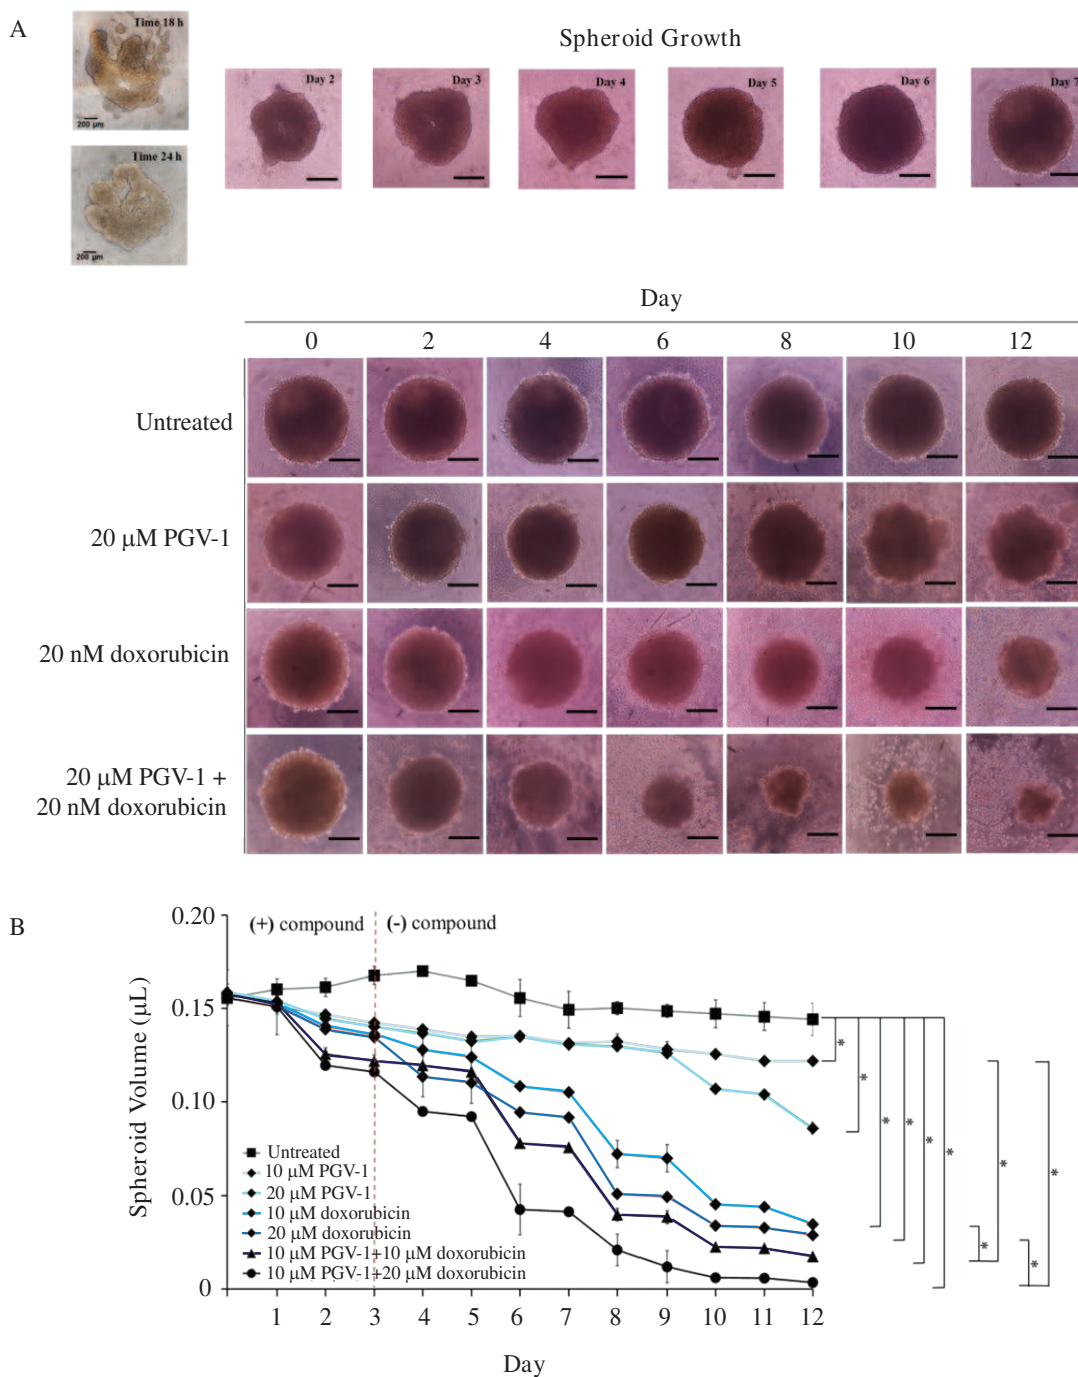 A
Time 18 h
200 µm
Time 24 h
200 µm
Spheroid Growth
Day 2
Day 3
Day 4
Day 5
Day 6
Day 7
Day
0 2 4 6 8 10 12
Untreated
20 µM PGV-1
20 nM doxorubicin
20 µM PGV-1 +
20 nM doxorubicin
B
(+) compound
(-) compound
Spheroid Volume (µL)
0.20
0.15
0.10
0.05
0
Untreated
10 µM PGV-1
20 µM PGV-1
10 µM doxorubicin
20 µM doxorubicin
10 µM PGV-1+10 µM doxorubicin
10 µM PGV-1+20 µM doxorubicin
* * * * * * * * * *
1 2 3 4 5 6 7 8 9 10 11 12
Day